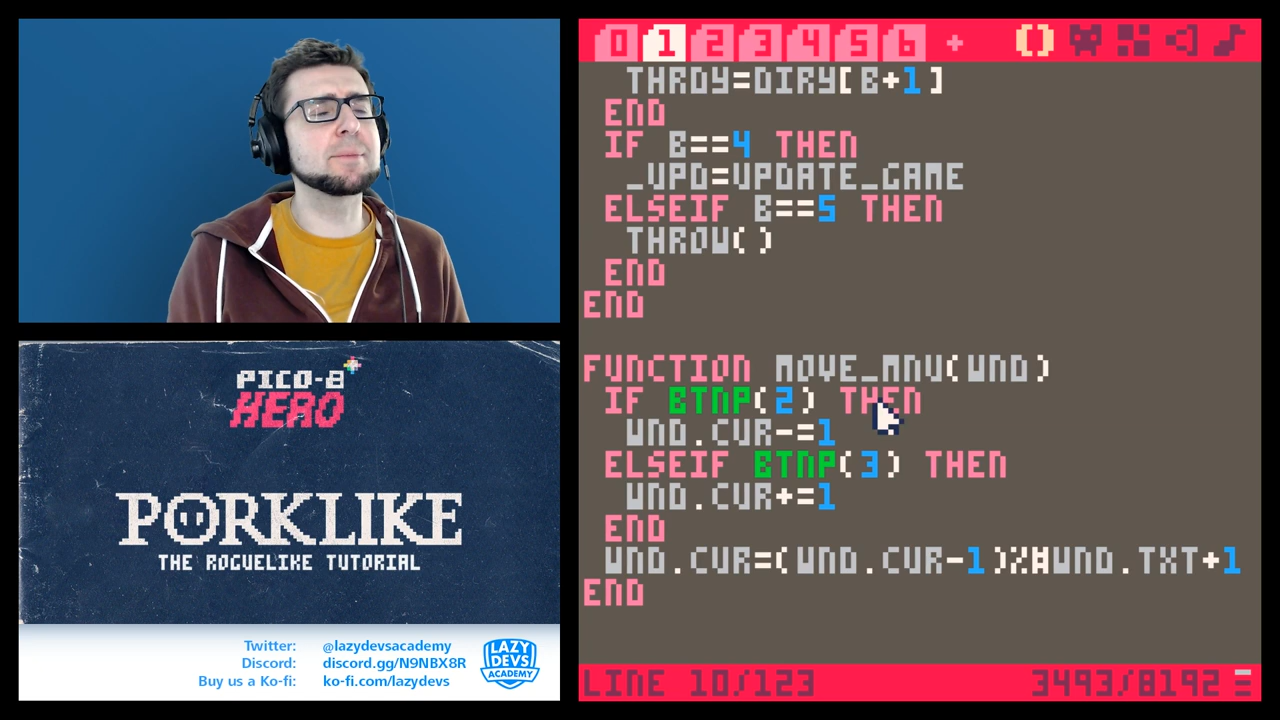 0 1 2 3 4 5 6 +
THRDY=DIRY[B+1]
END
IF B==4 THEN
_UPD=UPDATE_GAME
ELSEIF B==5 THEN
THROW()
END
END
FUNCTION MOVE_MNU(WND)
IF BTNP(2) THEN
WND.CUR-=1
ELSEIF BTNP(3) THEN
WND.CUR+=1
END
WND.CUR=(WND.CUR-1)%#WND.TXT+1
END
LINE 10/123
3493/8192
PICO-8
HERO
PORKLIKE
THE ROGUELIKE TUTORIAL
Twitter: @lazydevsacademy
Discord: discord.gg/N9NBX8R
Buy us a Ko-fi: ko-fi.com/lazydevs
LAZY
DEVS
ACADEMY